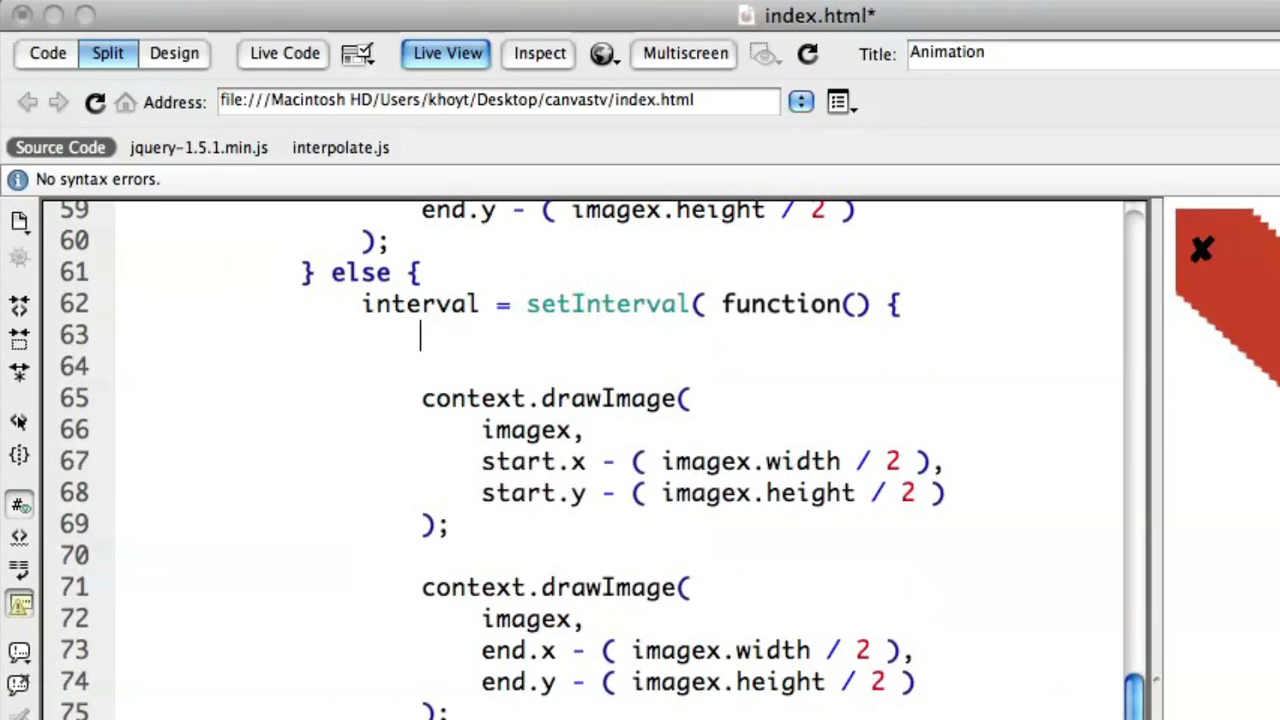 index.html*
Code Split Design Live Code Live View Inspect Multiscreen Title: Animation
Address: file:///Macintosh HD/Users/khoyt/Desktop/canvastv/index.html
Source Code jquery-1.5.1.min.js interpolate.js
No syntax errors.
59 end.y - ( imagex.height / 2 )
60 );
61 } else {
62 interval = setInterval( function() {
63
64
65 context.drawImage(
66 imagex,
67 start.x - ( imagex.width / 2 ),
68 start.y - ( imagex.height / 2 )
69 );
70
71 context.drawImage(
72 imagex,
73 end.x - ( imagex.width / 2 ),
74 end.y - ( imagex.height / 2 )
75 );